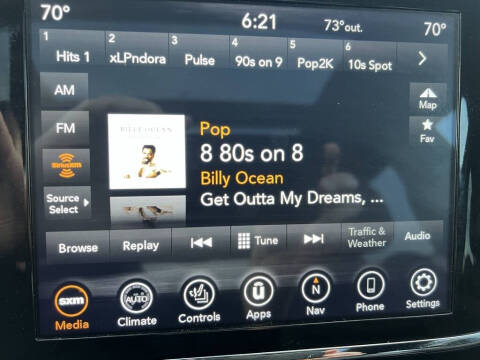 70°
6:21
73°out.
70°
1 Hits 1
2 xLPndora
3 Pulse
4 90s on 9
5 Pop2K
6 10s Spot
AM
FM
SiriusXM
Source
Select
BILLY OCEAN
Pop
8 80s on 8
Billy Ocean
Get Outta My Dreams, ...
Map
Fav
Browse
Replay
Tune
Traffic &
Weather
Audio
sxm
Media
AUTO
Climate
Controls
Apps
N
Nav
Phone
Settings